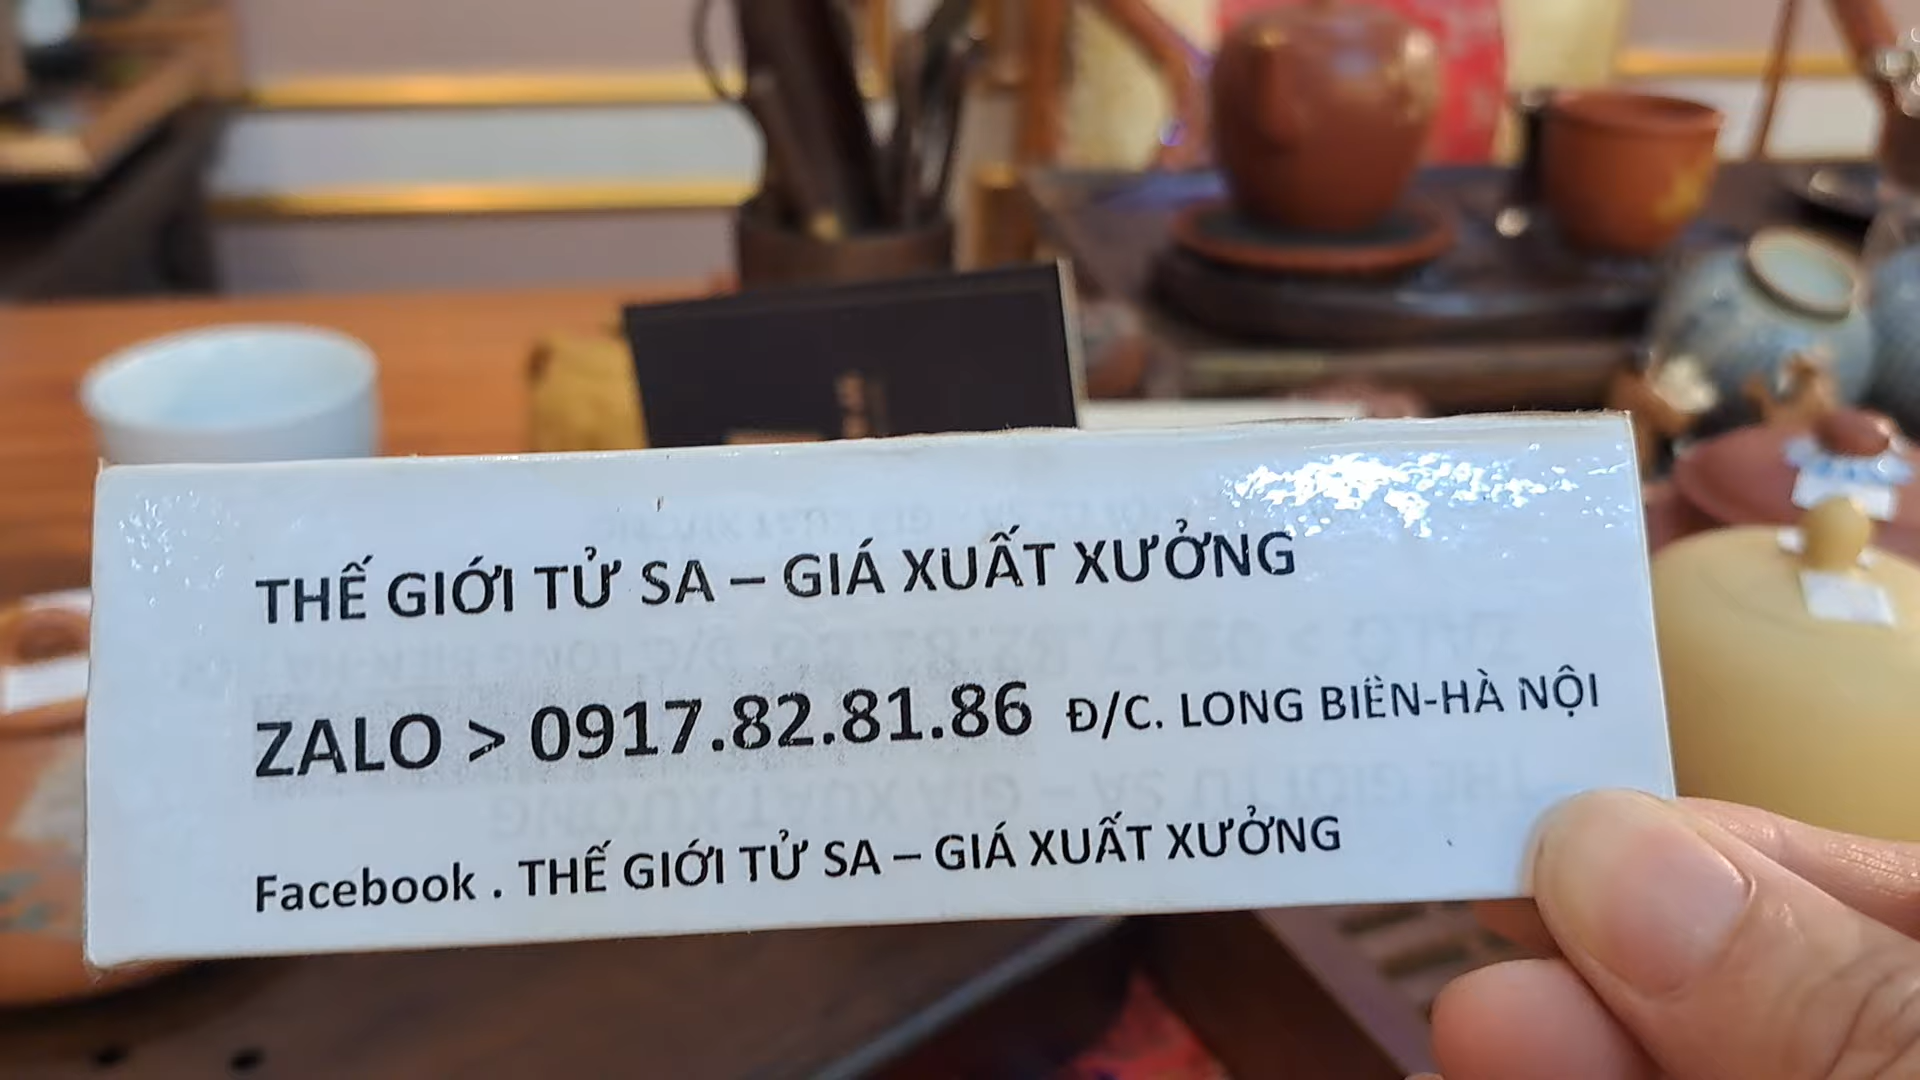 THẾ GIỚI TỬ SA – GIÁ XUẤT XƯỞNG
ZALO > 0917.82.81.86 Đ/C. LONG BIÊN-HÀ NỘI
Facebook . THẾ GIỚI TỬ SA – GIÁ XUẤT XƯỞNG